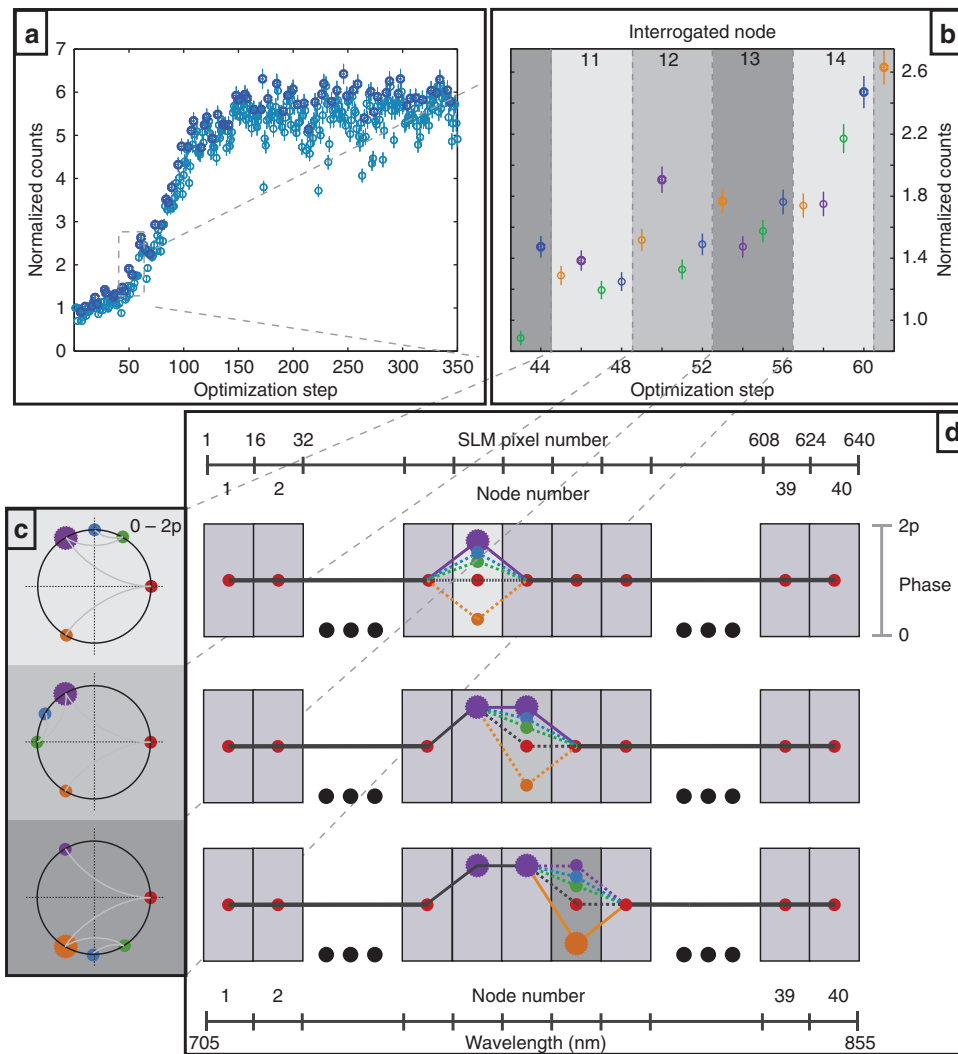 a
7
6
5
4
3
2
1
0
Normalized counts
50 100 150 200 250 300 350
Optimization step
b
Interrogated node
11 12 13 14
2.6
2.2
1.8
1.4
1.0
Normalized counts
44 48 52 56 60
Optimization step
c
0 – 2p
d
1 16 32 SLM pixel number 608 624 640
1 2 Node number 39 40
2p
Phase
0
1 2 Node number 39 40
705 Wavelength (nm) 855